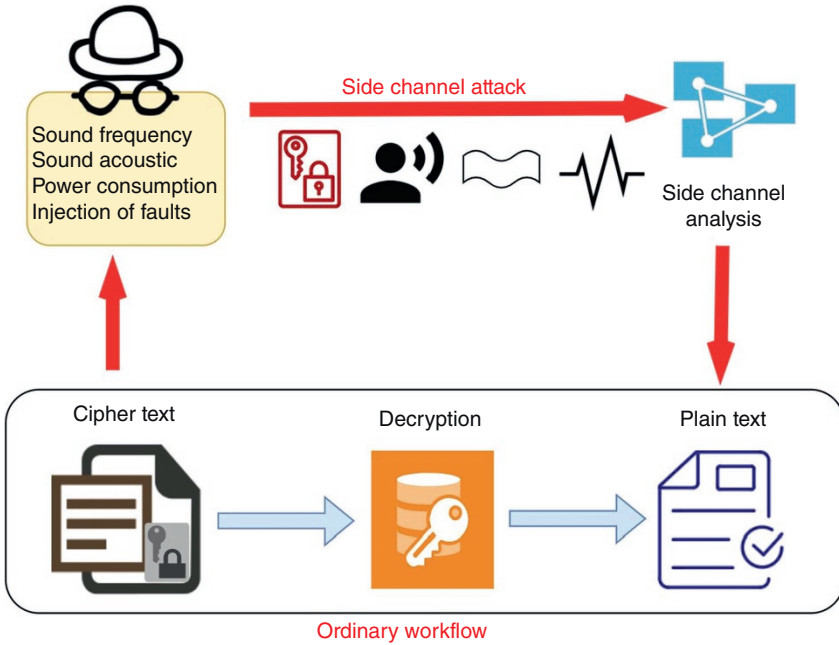 Side channel attack
Sound frequency
Sound acoustic
Power consumption
Injection of faults
Side channel
analysis
Cipher text
Decryption
Plain text
Ordinary workflow